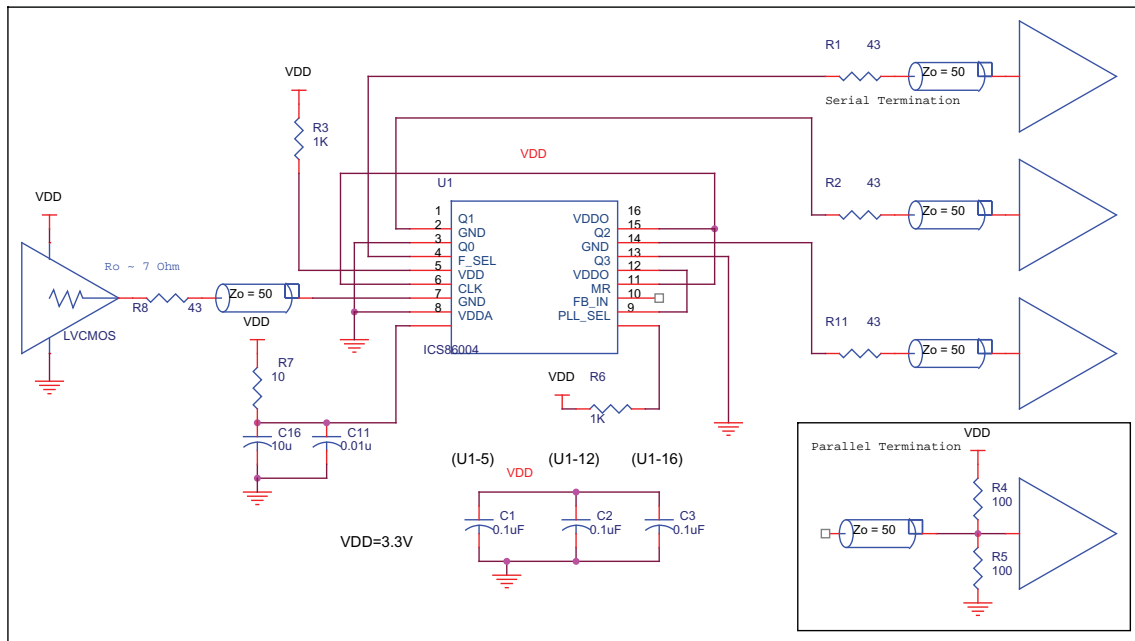 R1 43
Zo = 50
Serial Termination
VDD
R3
1K
VDD
U1
R2 43
Zo = 50
VDD
Ro ~ 7 Ohm
LVCMOS
R8 43
Zo = 50
1
2
3
4
5
6
7
8
Q1
GND
Q0
F_SEL
VDD
CLK
GND
VDDA
16
15
14
13
12
11
10
9
VDDO
Q2
GND
Q3
VDDO
MR
FB_IN
PLL_SEL
ICS86004
R11 43
Zo = 50
VDD
R7
10
C16
10u
C11
0.01u
VDD
R6
1K
(U1-5) (U1-12) (U1-16)
VDD
C1
0.1uF
C2
0.1uF
C3
0.1uF
VDD=3.3V
Parallel Termination
VDD
R4
100
Zo = 50
R5
100